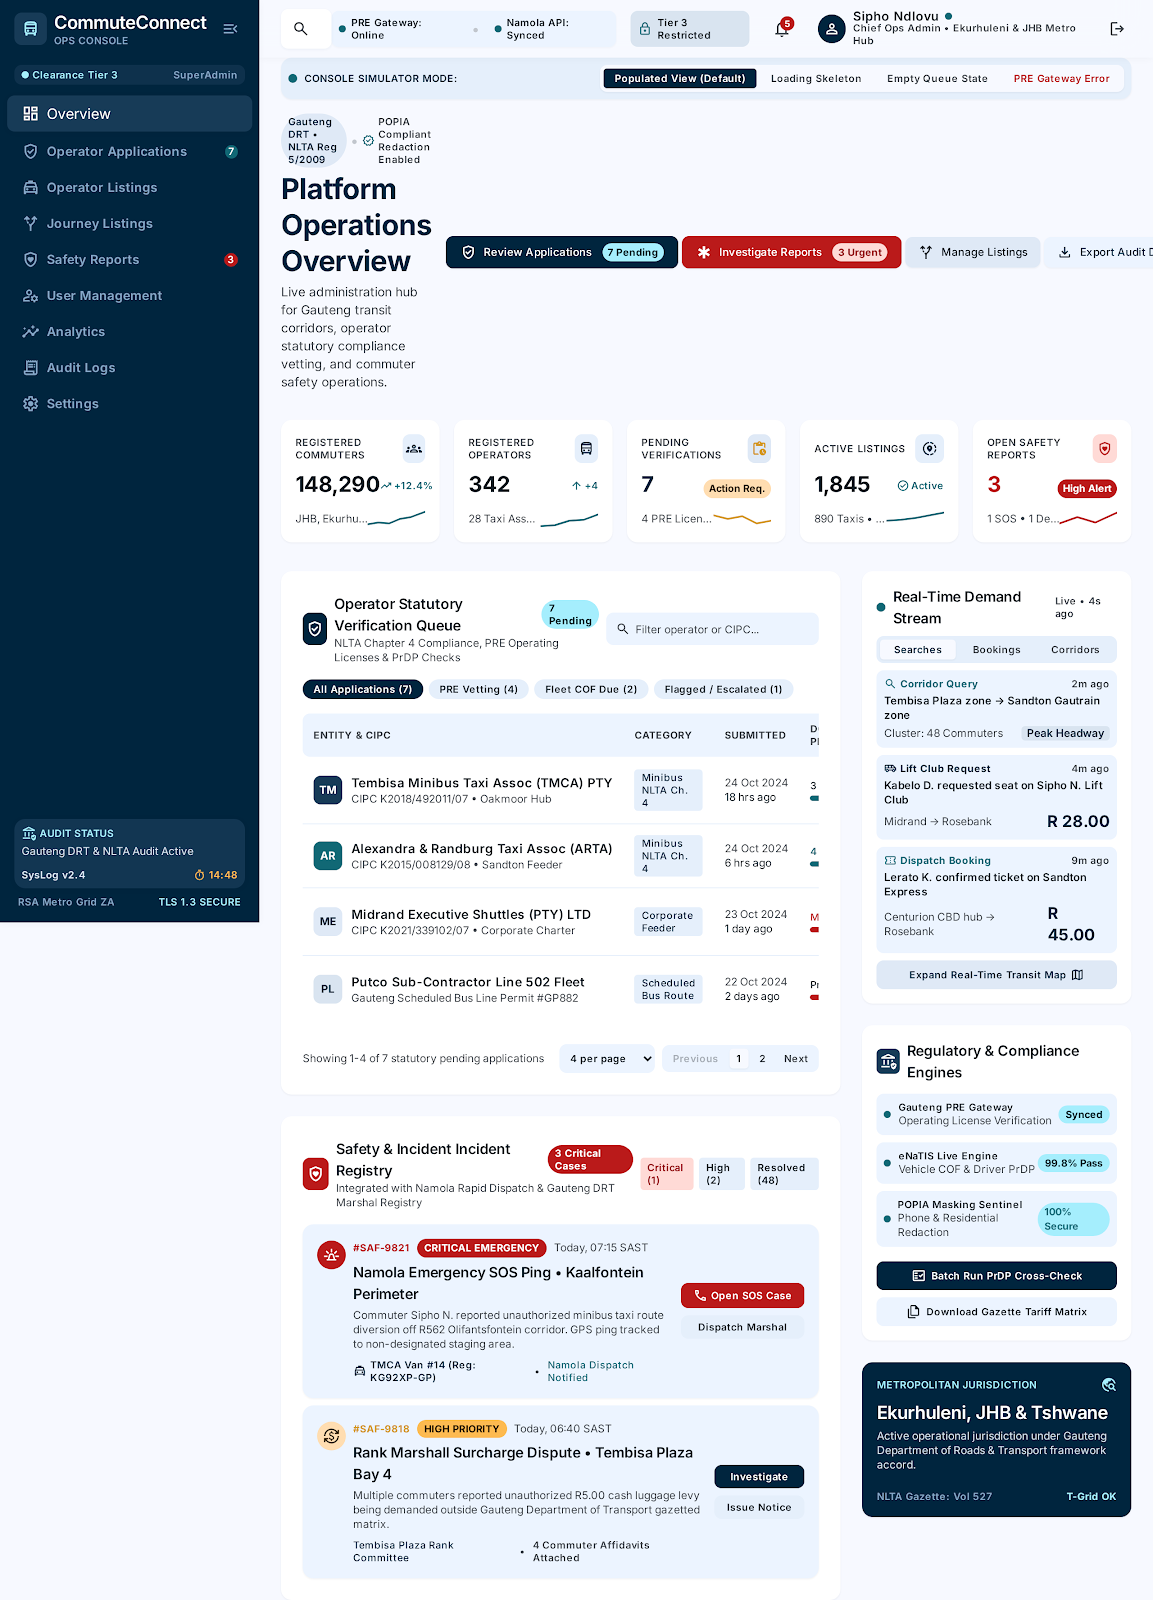 CommuteConnect
OPS CONSOLE
Clearance Tier 3
SuperAdmin
Overview
Operator Applications
7
Operator Listings
Journey Listings
Safety Reports
3
User Management
Analytics
Audit Logs
Settings
AUDIT STATUS
Gauteng DRT & NLTA Audit Active
SysLog v2.4
14:48
RSA Metro Grid ZA
TLS 1.3 SECURE
PRE Gateway:
Online
Namola API:
Synced
Tier 3
Restricted
5
Sipho Ndlovu
Chief Ops Admin • Ekurhuleni & JHB Metro
Hub
CONSOLE SIMULATOR MODE:
Populated View (Default)
Loading Skeleton
Empty Queue State
PRE Gateway Error
Gauteng
DRT •
NLTA Reg
5/2009
POPIA
Compliant
Redaction
Enabled
Platform
Operations
Overview
Live administration hub
for Gauteng transit
corridors, operator
statutory compliance
vetting, and commuter
safety operations.
Review Applications
7 Pending
Investigate Reports
3 Urgent
Manage Listings
Export Audit D
REGISTERED
COMMUTERS
148,290
+12.4%
JHB, Ekurhu...
REGISTERED
OPERATORS
342
+4
28 Taxi Ass...
PENDING
VERIFICATIONS
7
Action Req.
4 PRE Licen...
ACTIVE LISTINGS
1,845
Active
890 Taxis • ...
OPEN SAFETY
REPORTS
3
High Alert
1 SOS • 1 De...
Operator Statutory
Verification Queue
7
Pending
NLTA Chapter 4 Compliance, PRE Operating
Licenses & PrDP Checks
Filter operator or CIPC...
All Applications (7)
PRE Vetting (4)
Fleet COF Due (2)
Flagged / Escalated (1)
ENTITY & CIPC
CATEGORY
SUBMITTED
TM
Tembisa Minibus Taxi Assoc (TMCA) PTY
CIPC K2018/492011/07 • Oakmoor Hub
Minibus
NLTA Ch.
4
24 Oct 2024
18 hrs ago
3
AR
Alexandra & Randburg Taxi Assoc (ARTA)
CIPC K2015/008129/08 • Sandton Feeder
Minibus
NLTA Ch.
4
24 Oct 2024
6 hrs ago
4
ME
Midrand Executive Shuttles (PTY) LTD
CIPC K2021/339102/07 • Corporate Charter
Corporate
Feeder
23 Oct 2024
1 day ago
M
PL
Putco Sub-Contractor Line 502 Fleet
Gauteng Scheduled Bus Line Permit #GP882
Scheduled
Bus Route
22 Oct 2024
2 days ago
Showing 1-4 of 7 statutory pending applications
4 per page
Previous
1
2
Next
Safety & Incident Incident
Registry
3 Critical
Cases
Integrated with Namola Rapid Dispatch & Gauteng DRT
Marshal Registry
Critical
(1)
High
(2)
Resolved
(48)
#SAF-9821
CRITICAL EMERGENCY
Today, 07:15 SAST
Namola Emergency SOS Ping • Kaalfontein
Perimeter
Commuter Sipho N. reported unauthorized minibus taxi route
diversion off R562 Olifantsfontein corridor. GPS ping tracked
to non-designated staging area.
TMCA Van #14 (Reg:
KG92XP-GP)
•
Namola Dispatch
Notified
Open SOS Case
Dispatch Marshal
#SAF-9818
HIGH PRIORITY
Today, 06:40 SAST
Rank Marshall Surcharge Dispute • Tembisa Plaza
Bay 4
Multiple commuters reported unauthorized R5.00 cash luggage levy
being demanded outside Gauteng Department of Transport gazetted
matrix.
Tembisa Plaza Rank
Committee
•
4 Commuter Affidavits
Attached
Investigate
Issue Notice
Real-Time Demand
Stream
Live • 4s
ago
Searches
Bookings
Corridors
Corridor Query
2m ago
Tembisa Plaza zone → Sandton Gautrain
zone
Cluster: 48 Commuters
Peak Headway
Lift Club Request
4m ago
Kabelo D. requested seat on Sipho N. Lift
Club
Midrand → Rosebank
R 28.00
Dispatch Booking
9m ago
Lerato K. confirmed ticket on Sandton
Express
Centurion CBD hub →
Rosebank
R
45.00
Expand Real-Time Transit Map
Regulatory & Compliance
Engines
Gauteng PRE Gateway
Operating License Verification
Synced
eNaTIS Live Engine
Vehicle COF & Driver PrDP
99.8% Pass
POPIA Masking Sentinel
Phone & Residential
Redaction
100%
Secure
Batch Run PrDP Cross-Check
Download Gazette Tariff Matrix
METROPOLITAN JURISDICTION
Ekurhuleni, JHB & Tshwane
Active operational jurisdiction under Gauteng
Department of Roads & Transport framework
accord.
NLTA Gazette: Vol 527
T-Grid OK